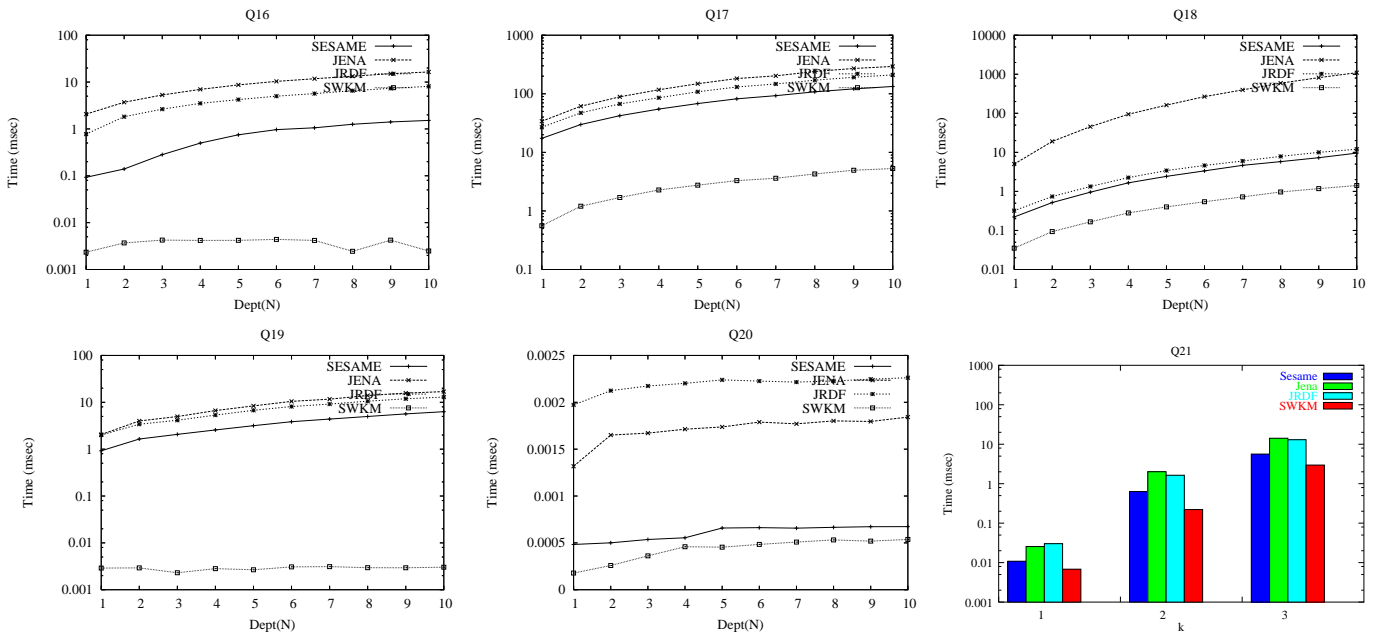 Q16
Time (msec)
100
10
1
0.1
0.01
0.001
SESAME
JENA
JRDF
SWKM
1 2 3 4 5 6 7 8 9 10
Dept(N)
Q17
Time (msec)
1000
100
10
1
0.1
SESAME
JENA
JRDF
SWKM
1 2 3 4 5 6 7 8 9 10
Dept(N)
Q18
Time (msec)
10000
1000
100
10
1
0.1
0.01
SESAME
JENA
JRDF
SWKM
1 2 3 4 5 6 7 8 9 10
Dept(N)
Q19
Time (msec)
100
10
1
0.1
0.01
0.001
SESAME
JENA
JRDF
SWKM
1 2 3 4 5 6 7 8 9 10
Dept(N)
Q20
Time (msec)
0.0025
0.002
0.0015
0.001
0.0005
0
SESAME
JENA
JRDF
SWKM
1 2 3 4 5 6 7 8 9 10
Dept(N)
Q21
Time (msec)
1000
100
10
1
0.1
0.01
0.001
Sesame
Jena
JRDF
SWKM
1 2 3
k